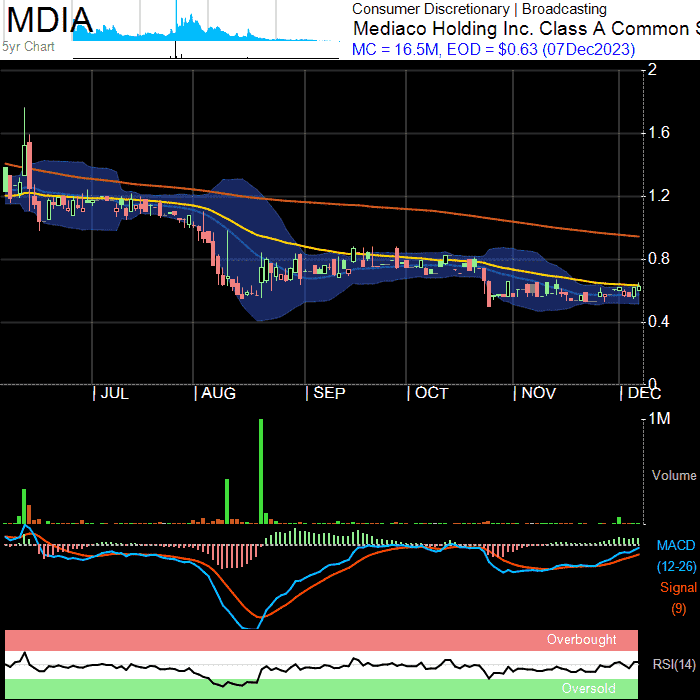 MDIA
5yr Chart
Consumer Discretionary | Broadcasting
Mediaco Holding Inc. Class A Common S
MC = 16.5M, EOD = $0.63 (07Dec2023)
2
1.6
1.2
0.8
0.4
0
| JUL | AUG | SEP | OCT | NOV | DEC
1M
Volume
MACD
(12-26)
Signal
(9)
Overbought
RSI(14)
Oversold